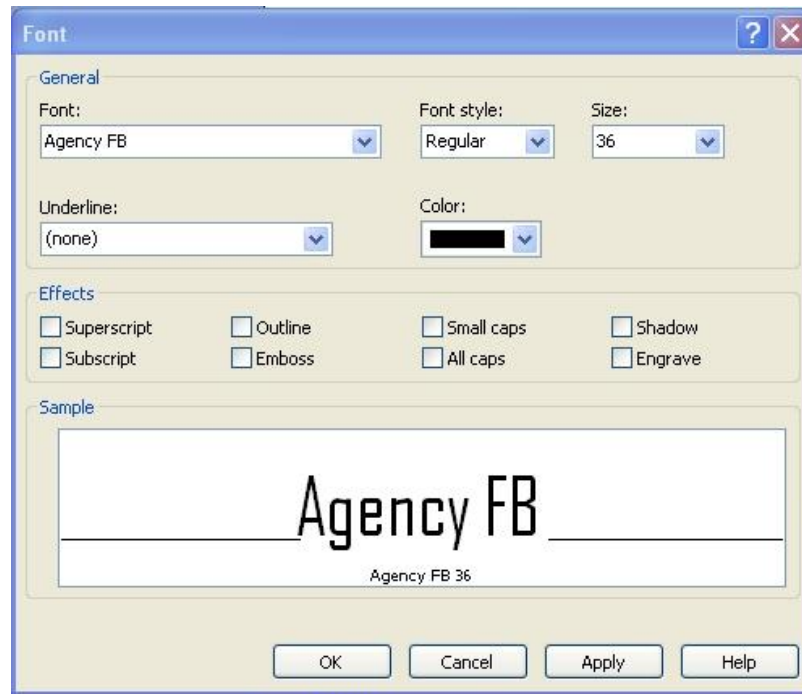 Font
General
Font: Font style: Size:
Agency FB Regular 36
Underline: Color:
(none)
Effects
Superscript Outline Small caps Shadow
Subscript Emboss All caps Engrave
Sample
Agency FB
Agency FB 36
OK Cancel Apply Help